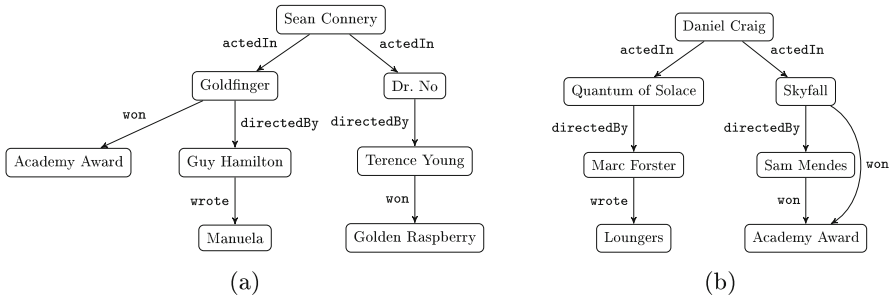 Sean Connery
actedIn
actedIn
Goldfinger
Dr. No
won
directedBy
directedBy
Academy Award
Guy Hamilton
Terence Young
wrote
won
Manuela
Golden Raspberry
(a)
Daniel Craig
actedIn
actedIn
Quantum of Solace
Skyfall
directedBy
directedBy
won
Marc Forster
Sam Mendes
wrote
won
Loungers
Academy Award
(b)